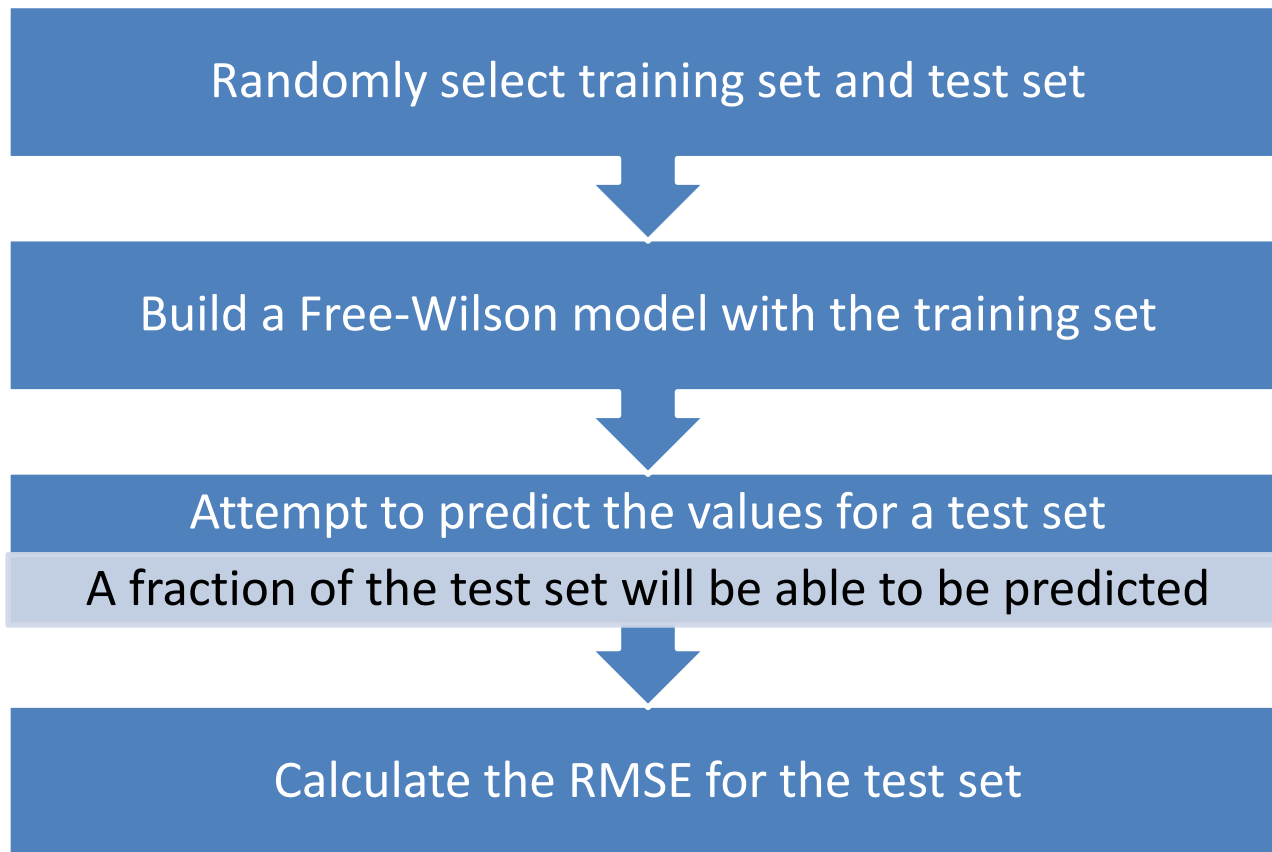 Randomly select training set and test set
Build a Free-Wilson model with the training set
Attempt to predict the values for a test set
A fraction of the test set will be able to be predicted
Calculate the RMSE for the test set